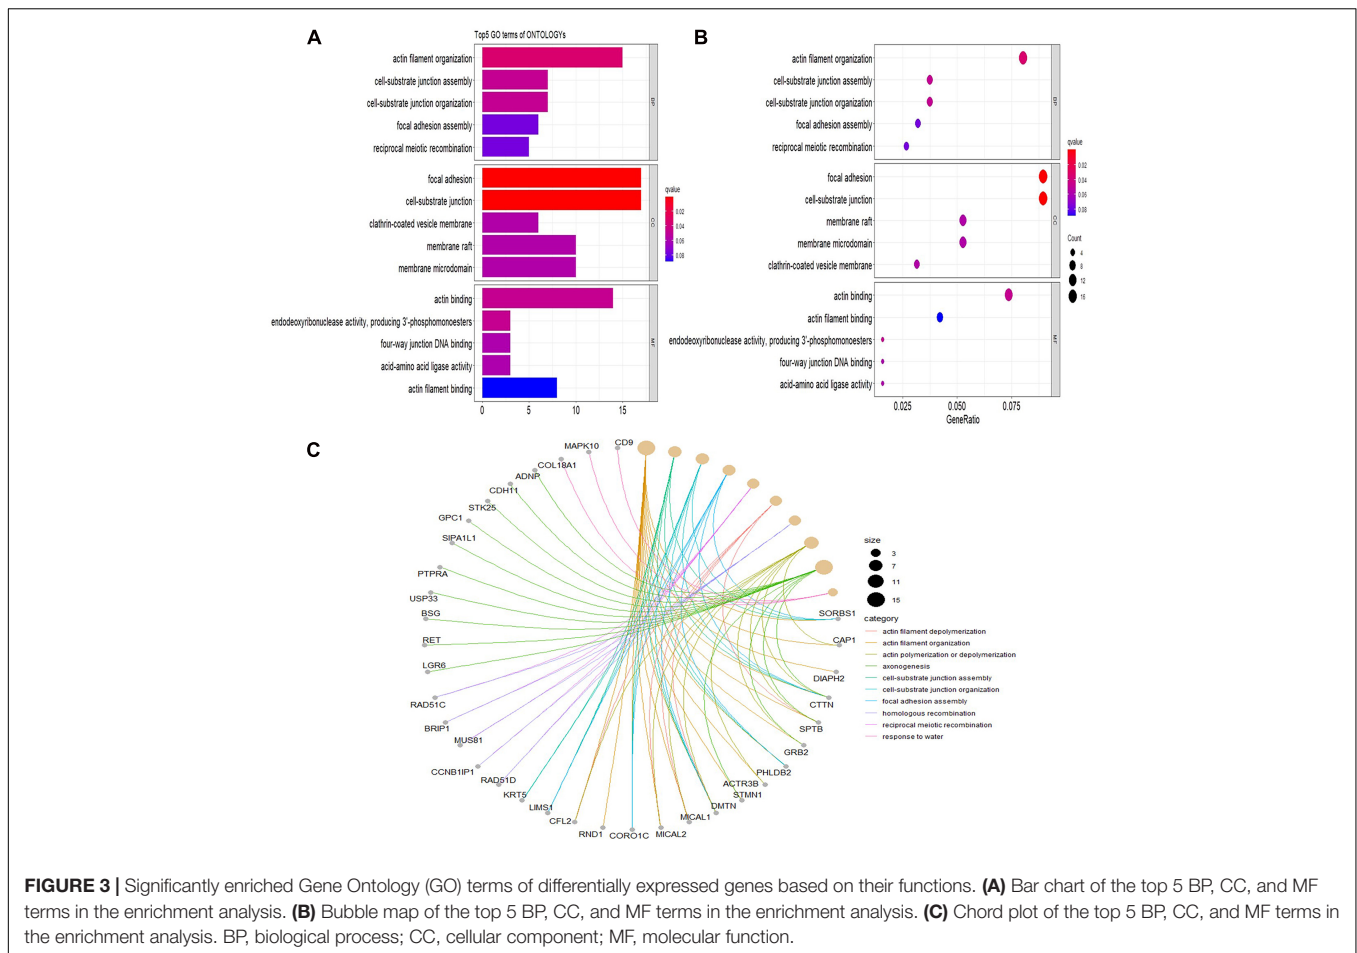 A
Top5 GO terms of ONTOLOGYs
actin filament organization
cell-substrate junction assembly
cell-substrate junction organization
focal adhesion assembly
reciprocal meiotic recombination
BP
focal adhesion
cell-substrate junction
clathrin-coated vesicle membrane
membrane raft
membrane microdomain
CC
actin binding
endodeoxyribonuclease activity, producing 3'-phosphomonoesters
four-way junction DNA binding
acid-amino acid ligase activity
actin filament binding
MF
0 5 10 15
qvalue
0.02
0.04
0.06
0.08
B
actin filament organization
cell-substrate junction assembly
cell-substrate junction organization
focal adhesion assembly
reciprocal meiotic recombination
BP
focal adhesion
cell-substrate junction
membrane raft
membrane microdomain
clathrin-coated vesicle membrane
CC
actin binding
actin filament binding
endodeoxyribonuclease activity, producing 3'-phosphomonoesters
four-way junction DNA binding
acid-amino acid ligase activity
MF
0.025 0.050 0.075
GeneRatio
qvalue
0.02
0.04
0.06
0.08
Count
4
8
12
16
C
CD9
MAPK10
COL18A1
ADNP
CDH11
STK25
GPC1
SIPA1L1
PTPRA
USP33
BSG
RET
LGR6
RAD51C
BRIP1
MUS81
CCNB1IP1
RAD51D
KRT5
LIMS1
CFL2
RND1
CORO1C
MICAL2
MICAL1
DMTN
STMN1
ACTR3B
PHLDB2
GRB2
SPTB
CTTN
DIAPH2
CAP1
SORBS1
size
3
7
11
15
category
actin filament depolymerization
actin filament organization
actin polymerization or depolymerization
axonogenesis
cell-substrate junction assembly
cell-substrate junction organization
focal adhesion assembly
homologous recombination
reciprocal meiotic recombination
response to water
FIGURE 3 | Significantly enriched Gene Ontology (GO) terms of differentially expressed genes based on their functions. (A) Bar chart of the top 5 BP, CC, and MF
terms in the enrichment analysis. (B) Bubble map of the top 5 BP, CC, and MF terms in the enrichment analysis. (C) Chord plot of the top 5 BP, CC, and MF terms in
the enrichment analysis. BP, biological process; CC, cellular component; MF, molecular function.